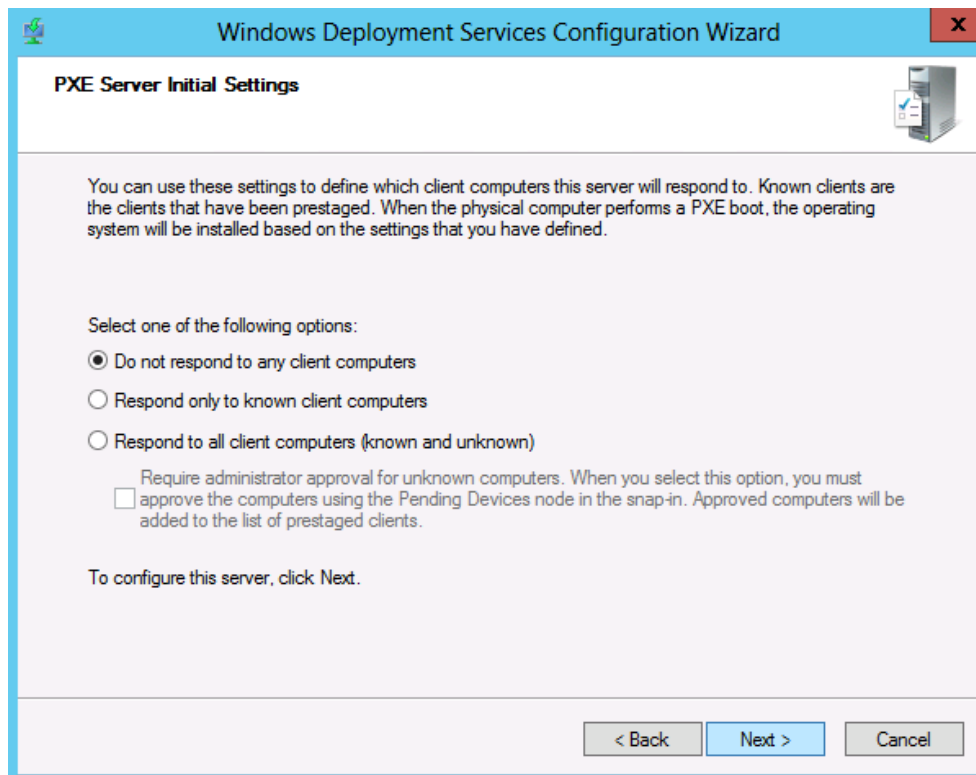 Windows Deployment Services Configuration Wizard
x
PXE Server Initial Settings
You can use these settings to define which client computers this server will respond to. Known clients are
the clients that have been prestaged. When the physical computer performs a PXE boot, the operating
system will be installed based on the settings that you have defined.
Select one of the following options:
Do not respond to any client computers
Respond only to known client computers
Respond to all client computers (known and unknown)
Require administrator approval for unknown computers. When you select this option, you must
approve the computers using the Pending Devices node in the snap-in. Approved computers will be
added to the list of prestaged clients.
To configure this server, click Next.
< Back
Next >
Cancel